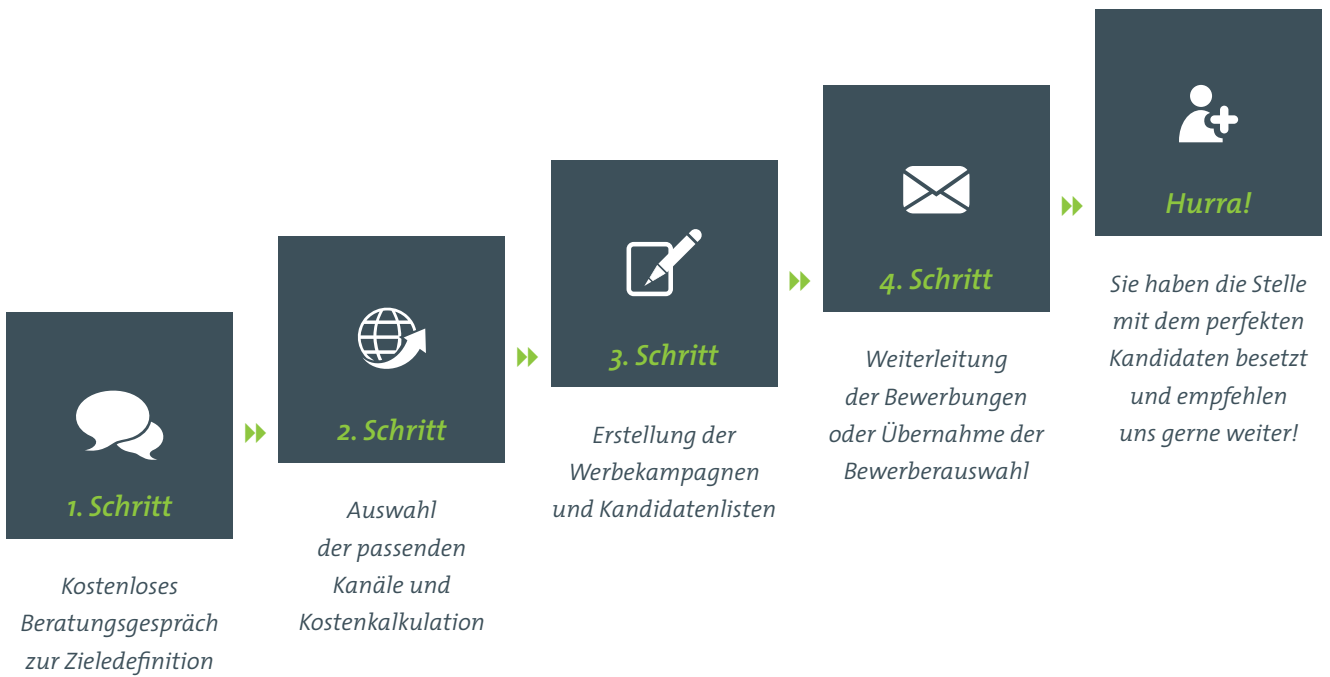 1. Schritt
Kostenloses
Beratungsgespräch
zur Zieledefinition
2. Schritt
Auswahl
der passenden
Kanäle und
Kostenkalkulation
3. Schritt
Erstellung der
Werbekampagnen
und Kandidatenlisten
4. Schritt
Weiterleitung
der Bewerbungen
oder Übernahme der
Bewerberauswahl
Hurra!
Sie haben die Stelle
mit dem perfekten
Kandidaten besetzt
und empfehlen
uns gerne weiter!